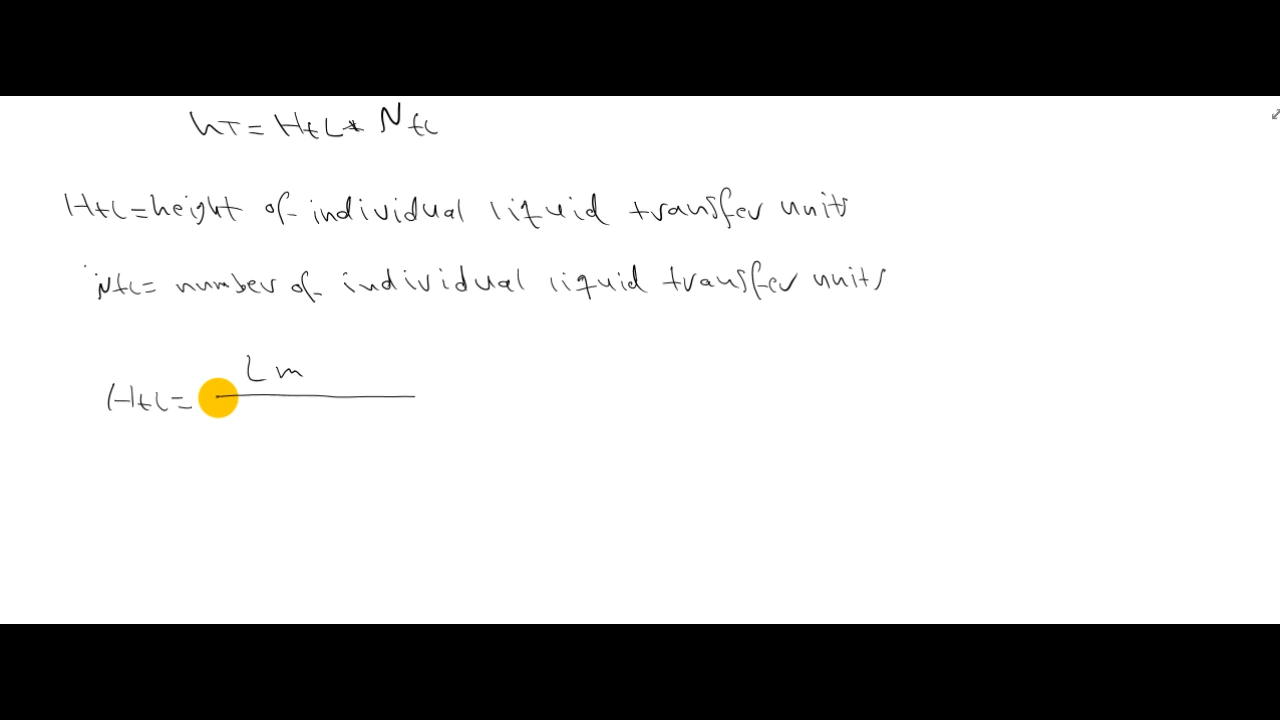 hT = HtL * NtL
HtL = height of individual liquid transfer units
NtL = number of individual liquid transfer units
Lm
HtL =